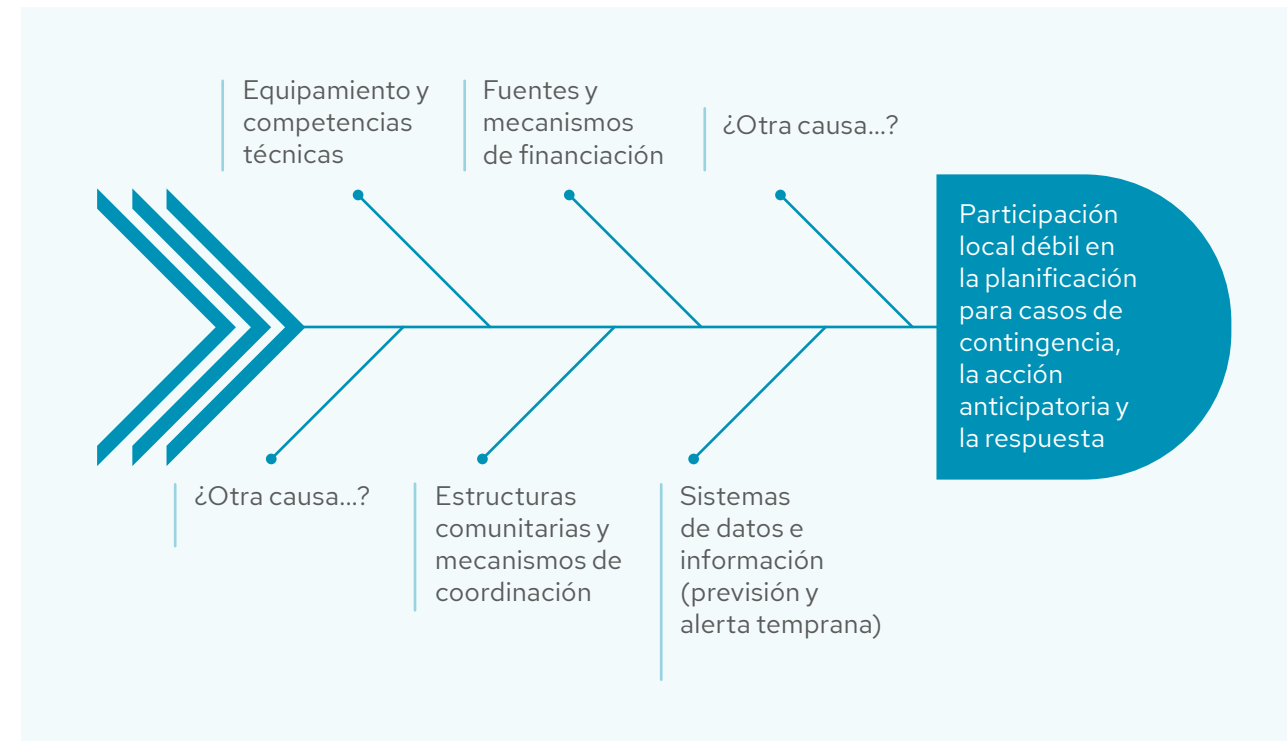 Equipamiento y
competencias
técnicas
Fuentes y
mecanismos
de financiación
¿Otra causa...?
Participación
local débil en
la planificación
para casos de
contingencia,
la acción
anticipatoria y
la respuesta
¿Otra causa...?
Estructuras
comunitarias y
mecanismos de
coordinación
Sistemas
de datos e
información
(previsión y
alerta temprana)